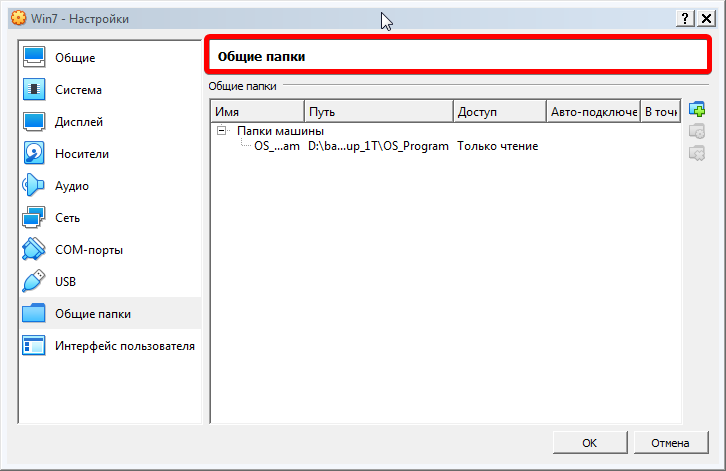 Win7 - Настройки
Общие
Система
Дисплей
Носители
Аудио
Сеть
COM-порты
USB
Общие папки
Интерфейс пользователя
Общие папки
Общие папки
Имя Путь Доступ Авто-подключе В точк
Папки машины
OS_...am D:\ba...up_1T\OS_Program Только чтение
OK Отмена